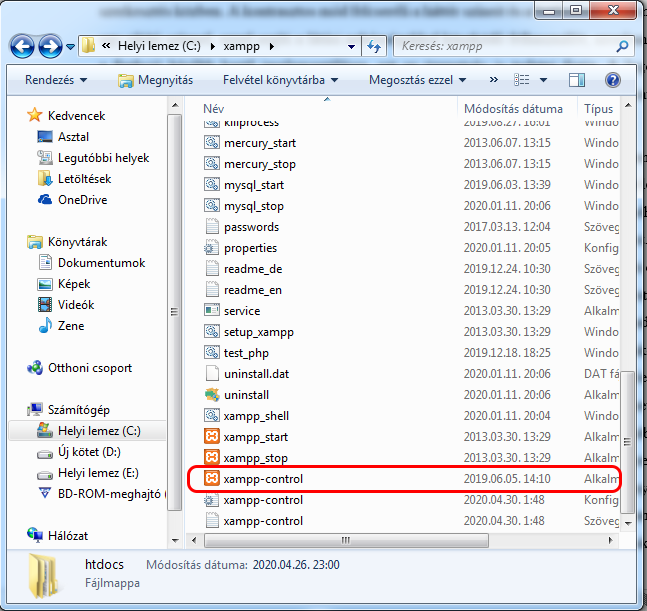 « Helyi lemez (C:) ▸ xampp ▸
Keresés: xampp
Rendezés Megnyitás Felvétel könyvtárba Megosztás ezzel »
Név Módosítás dátuma Típus
Kedvencek
Asztal
Legutóbbi helyek
Letöltések
OneDrive
Könyvtárak
Dokumentumok
Képek
Videók
Zene
Otthoni csoport
Számítógép
Helyi lemez (C:)
Új kötet (D:)
Helyi lemez (E:)
BD-ROM-meghajtó (
Hálózat
killprocess 2019.08.27. 16:01 Windo
mercury_start 2013.06.07. 13:15 Windo
mercury_stop 2013.06.07. 13:15 Windo
mysql_start 2019.06.03. 13:39 Windo
mysql_stop 2020.01.11. 20:06 Windo
passwords 2017.03.13. 12:04 Szöveg
properties 2020.01.11. 20:05 Konfig
readme_de 2019.12.24. 10:30 Szöveg
readme_en 2019.12.24. 10:30 Szöveg
service 2013.03.30. 13:29 Alkalm
setup_xampp 2013.03.30. 13:29 Windo
test_php 2019.12.18. 18:25 Windo
uninstall.dat 2020.01.11. 20:06 DAT fá
uninstall 2020.01.11. 20:06 Alkalm
xampp_shell 2020.01.11. 20:04 Windo
xampp_start 2013.03.30. 13:29 Alkalm
xampp_stop 2013.03.30. 13:29 Alkalm
xampp-control 2019.06.05. 14:10 Alkalm
xampp-control 2020.04.30. 1:48 Konfig
xampp-control 2020.04.30. 1:48 Szöveg
htdocs Módosítás dátuma: 2020.04.26. 23:00
Fájlmappa